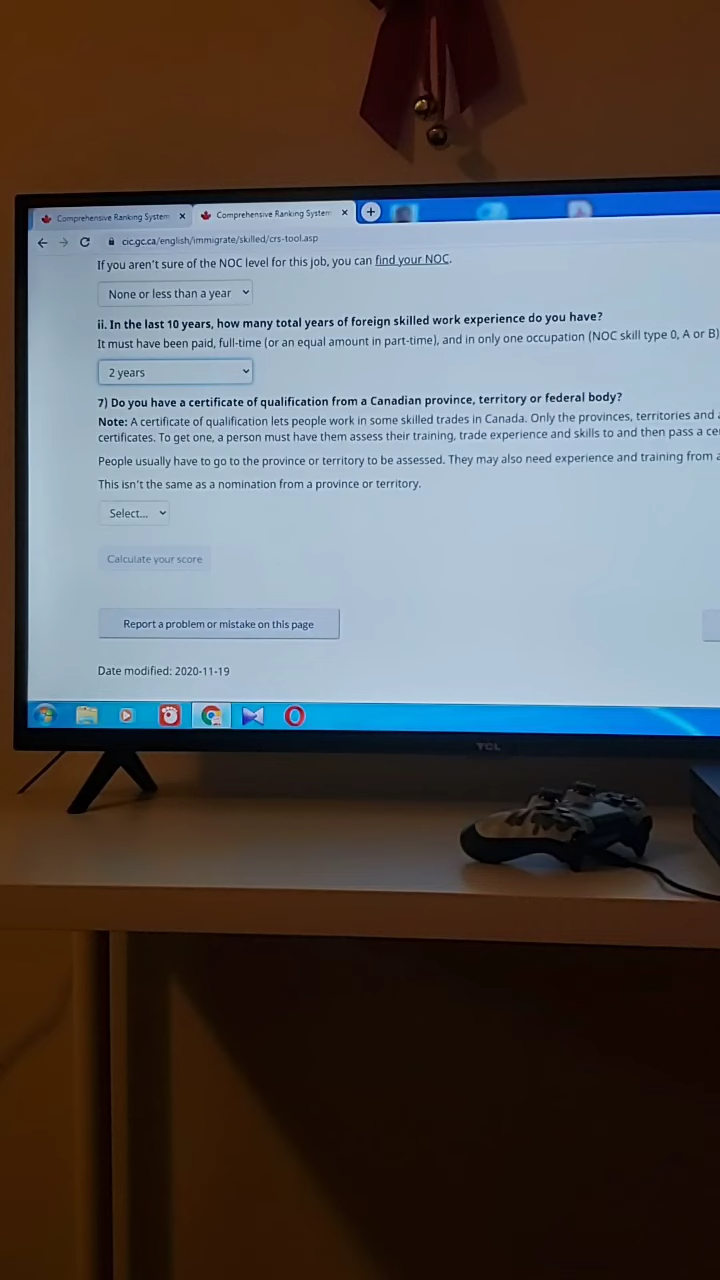 Comprehensive Ranking System
Comprehensive Ranking System
cic.gc.ca/english/immigrate/skilled/crs-tool.asp
If you aren't sure of the NOC level for this job, you can find your NOC.
None or less than a year
ii. In the last 10 years, how many total years of foreign skilled work experience do you have?
It must have been paid, full-time (or an equal amount in part-time), and in only one occupation (NOC skill type 0, A or B)
2 years
7) Do you have a certificate of qualification from a Canadian province, territory or federal body?
Note: A certificate of qualification lets people work in some skilled trades in Canada. Only the provinces, territories and
certificates. To get one, a person must have them assess their training, trade experience and skills to and then pass a
People usually have to go to the province or territory to be assessed. They may also need experience and training from
This isn't the same as a nomination from a province or territory.
Select...
Calculate your score
Report a problem or mistake on this page
Date modified: 2020-11-19
TCL